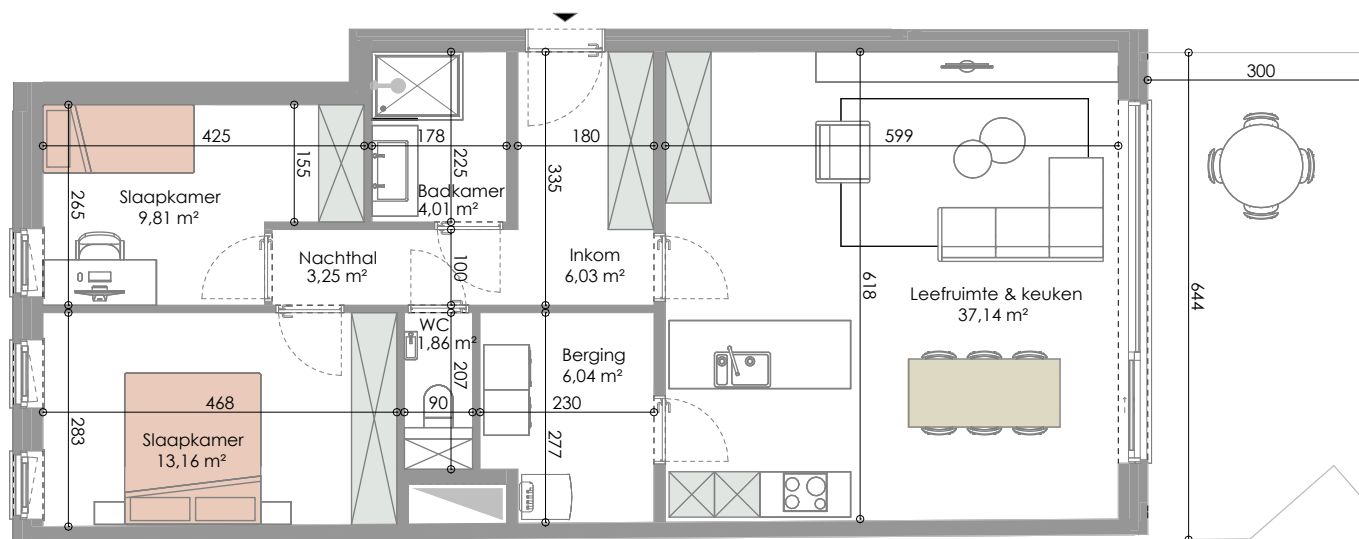 300
425
178
180
599
155
225
335
265
Slaapkamer
9,81 m²
Badkamer
4,01 m²
Nachthal
3,25 m²
100
Inkom
6,03 m²
618
644
Leefruimte & keuken
37,14 m²
WC
1,86 m²
Berging
6,04 m²
207
468
90
230
283
277
Slaapkamer
13,16 m²